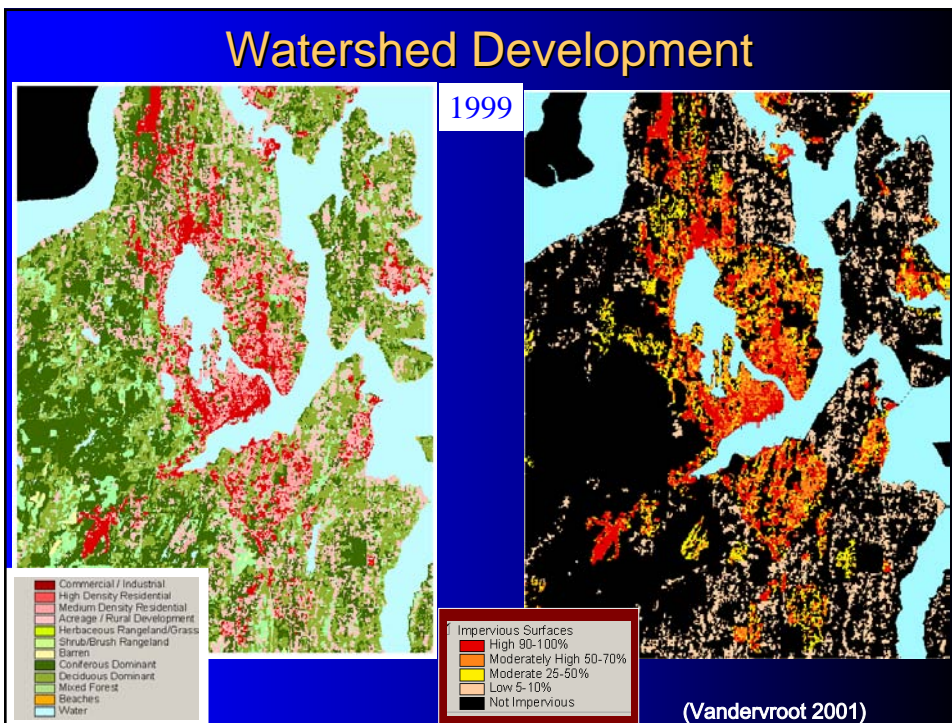 Watershed Development
1999
Commercial / Industrial
High Density Residential
Medium Density Residential
Acreage / Rural Development
Herbaceous Rangeland/Grass
Shrub/Brush Rangeland
Barren
Coniferous Dominant
Deciduous Dominant
Mixed Forest
Beaches
Water
Impervious Surfaces
High 90-100%
Moderately High 50-70%
Moderate 25-50%
Low 5-10%
Not Impervious
(Vandervroot 2001)